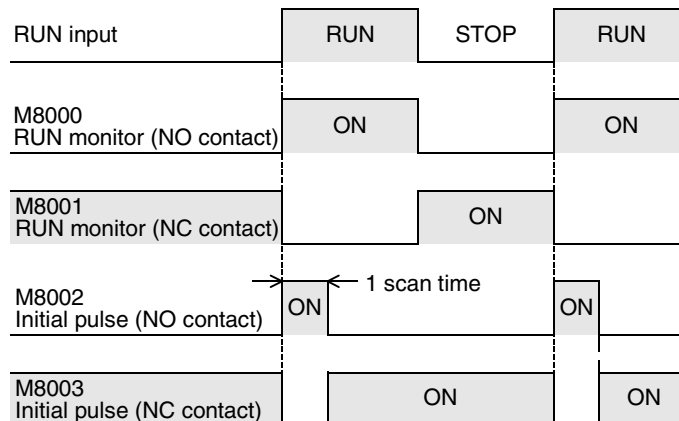 RUN input RUN STOP RUN
M8000
RUN monitor (NO contact) ON ON
M8001
RUN monitor (NC contact) ON
1 scan time
M8002
Initial pulse (NO contact) ON ON
M8003
Initial pulse (NC contact) ON ON